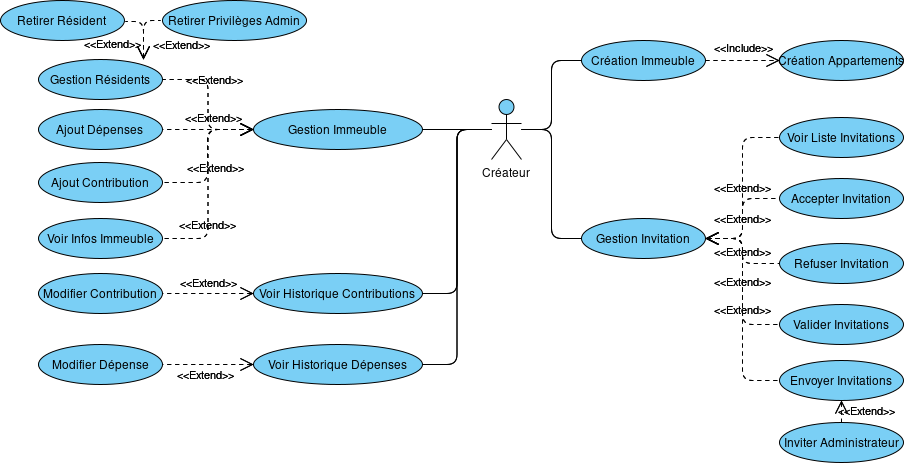 Retirer Résident
Retirer Privilèges Admin
<<Extend>>
<<Extend>>
Gestion Résidents
<<Extend>>
Ajout Dépenses
<<Extend>>
Gestion Immeuble
Ajout Contribution
<<Extend>>
Voir Infos Immeuble
<<Extend>>
Modifier Contribution
<<Extend>>
Voir Historique Contributions
Modifier Dépense
<<Extend>>
Voir Historique Dépenses
Créateur
Création Immeuble
<<Include>>
Création Appartements
Gestion Invitation
Voir Liste Invitations
<<Extend>>
Accepter Invitation
<<Extend>>
Refuser Invitation
<<Extend>>
<<Extend>>
Valider Invitations
<<Extend>>
Envoyer Invitations
<<Extend>>
Inviter Administrateur